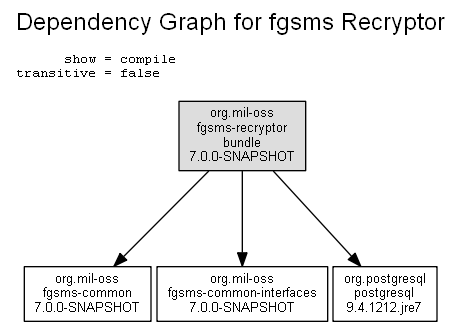 Dependency Graph for fgsms Recryptor
show = compile
transitive = false
org.mil-oss
fgsms-recryptor
bundle
7.0.0-SNAPSHOT
org.mil-oss
fgsms-common
7.0.0-SNAPSHOT
org.mil-oss
fgsms-common-interfaces
7.0.0-SNAPSHOT
org.postgresql
postgresql
9.4.1212.jre7